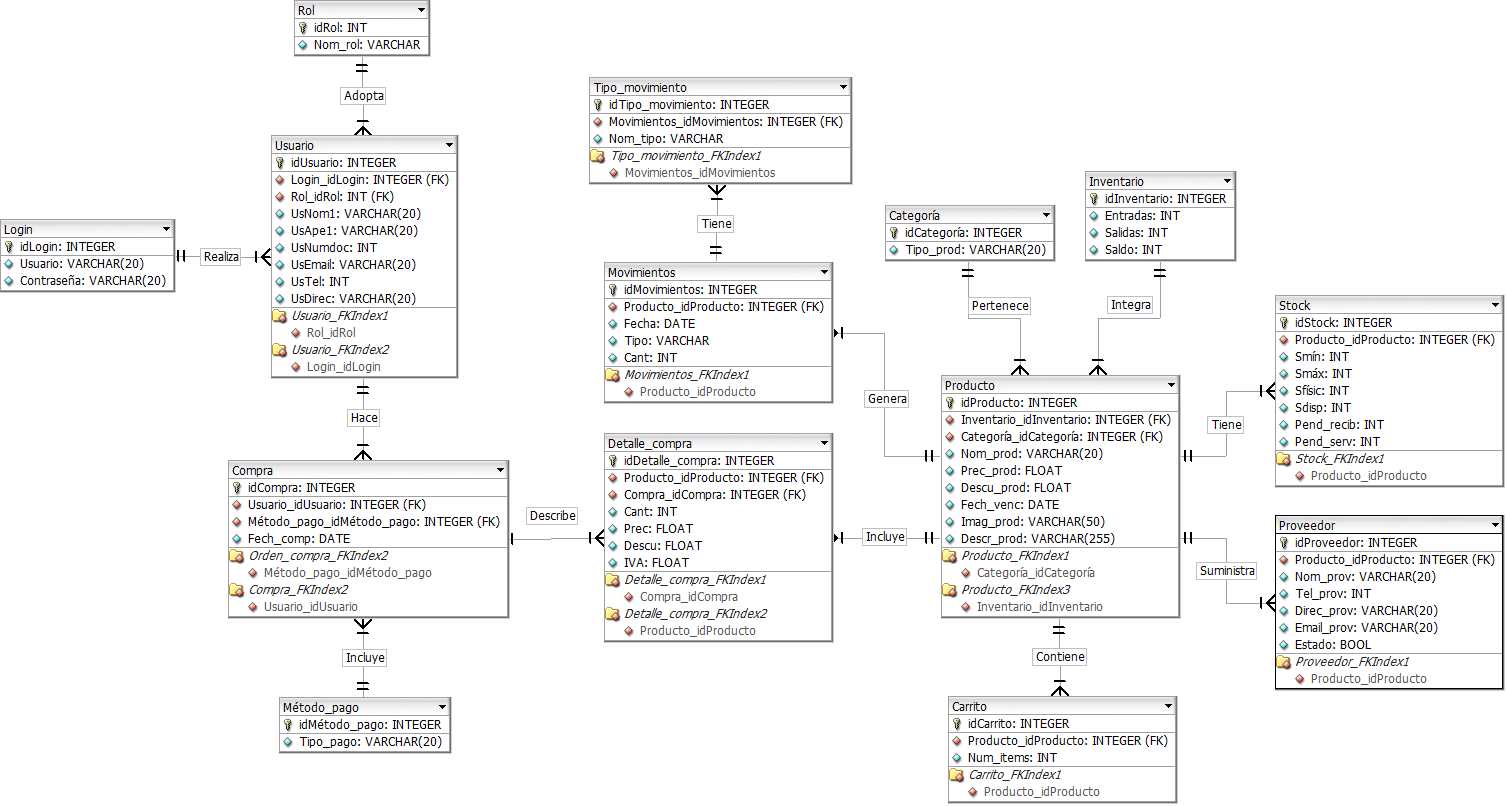 Rol
idRol: INT
Nom_rol: VARCHAR
Adopta
Usuario
idUsuario: INTEGER
Login_idLogin: INTEGER (FK)
Rol_idRol: INT (FK)
UsNom1: VARCHAR(20)
UsApe1: VARCHAR(20)
UsNumdoc: INT
UsEmail: VARCHAR(20)
UsTel: INT
UsDirec: VARCHAR(20)
Usuario_FKIndex1
Rol_idRol
Usuario_FKIndex2
Login_idLogin
Login
idLogin: INTEGER
Usuario: VARCHAR(20)
Contraseña: VARCHAR(20)
Realiza
Hace
Compra
idCompra: INTEGER
Usuario_idUsuario: INTEGER (FK)
Método_pago_idMétodo_pago: INTEGER (FK)
Fech_comp: DATE
Orden_compra_FKIndex2
Método_pago_idMétodo_pago
Compra_FKIndex2
Usuario_idUsuario
Incluye
Método_pago
idMétodo_pago: INTEGER
Tipo_pago: VARCHAR(20)
Describe
Tipo_movimiento
idTipo_movimiento: INTEGER
Movimientos_idMovimientos: INTEGER (FK)
Nom_tipo: VARCHAR
Tipo_movimiento_FKIndex1
Movimientos_idMovimientos
Tiene
Movimientos
idMovimientos: INTEGER
Producto_idProducto: INTEGER (FK)
Fecha: DATE
Tipo: VARCHAR
Cant: INT
Movimientos_FKIndex1
Producto_idProducto
Genera
Detalle_compra
idDetalle_compra: INTEGER
Producto_idProducto: INTEGER (FK)
Compra_idCompra: INTEGER (FK)
Cant: INT
Prec: FLOAT
Descu: FLOAT
IVA: FLOAT
Detalle_compra_FKIndex1
Compra_idCompra
Detalle_compra_FKIndex2
Producto_idProducto
Incluye
Categoría
idCategoría: INTEGER
Tipo_prod: VARCHAR(20)
Pertenece
Inventario
idInventario: INTEGER
Entradas: INT
Salidas: INT
Saldo: INT
Integra
Producto
idProducto: INTEGER
Inventario_idInventario: INTEGER (FK)
Categoría_idCategoría: INTEGER (FK)
Nom_prod: VARCHAR(20)
Prec_prod: FLOAT
Descu_prod: FLOAT
Fech_venc: DATE
Imag_prod: VARCHAR(50)
Descr_prod: VARCHAR(255)
Producto_FKIndex1
Categoría_idCategoría
Producto_FKIndex3
Inventario_idInventario
Contiene
Carrito
idCarrito: INTEGER
Producto_idProducto: INTEGER (FK)
Num_items: INT
Carrito_FKIndex1
Producto_idProducto
Tiene
Stock
idStock: INTEGER
Producto_idProducto: INTEGER (FK)
Smín: INT
Smáx: INT
Sfísic: INT
Sdisp: INT
Pend_recib: INT
Pend_serv: INT
Stock_FKIndex1
Producto_idProducto
Suministra
Proveedor
idProveedor: INTEGER
Producto_idProducto: INTEGER (FK)
Nom_prov: VARCHAR(20)
Tel_prov: INT
Direc_prov: VARCHAR(20)
Email_prov: VARCHAR(20)
Estado: BOOL
Proveedor_FKIndex1
Producto_idProducto